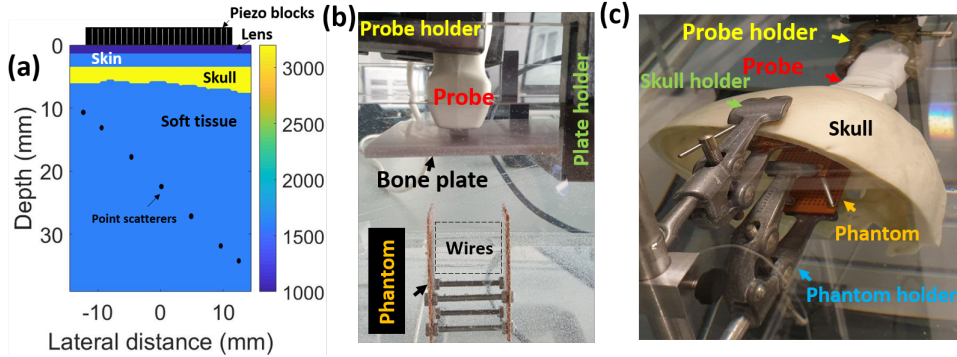 (a)
Piezo blocks
Lens
Skin
Skull
Soft tissue
Point scatterers
0
10
20
30
Depth (mm)
-10
0
10
Lateral distance (mm)
3000
2500
2000
1500
1000
(b)
Probe holder
Probe
Plate holder
Bone plate
Wires
Phantom
(c)
Probe holder
Probe
Skull holder
Skull
Phantom
Phantom holder